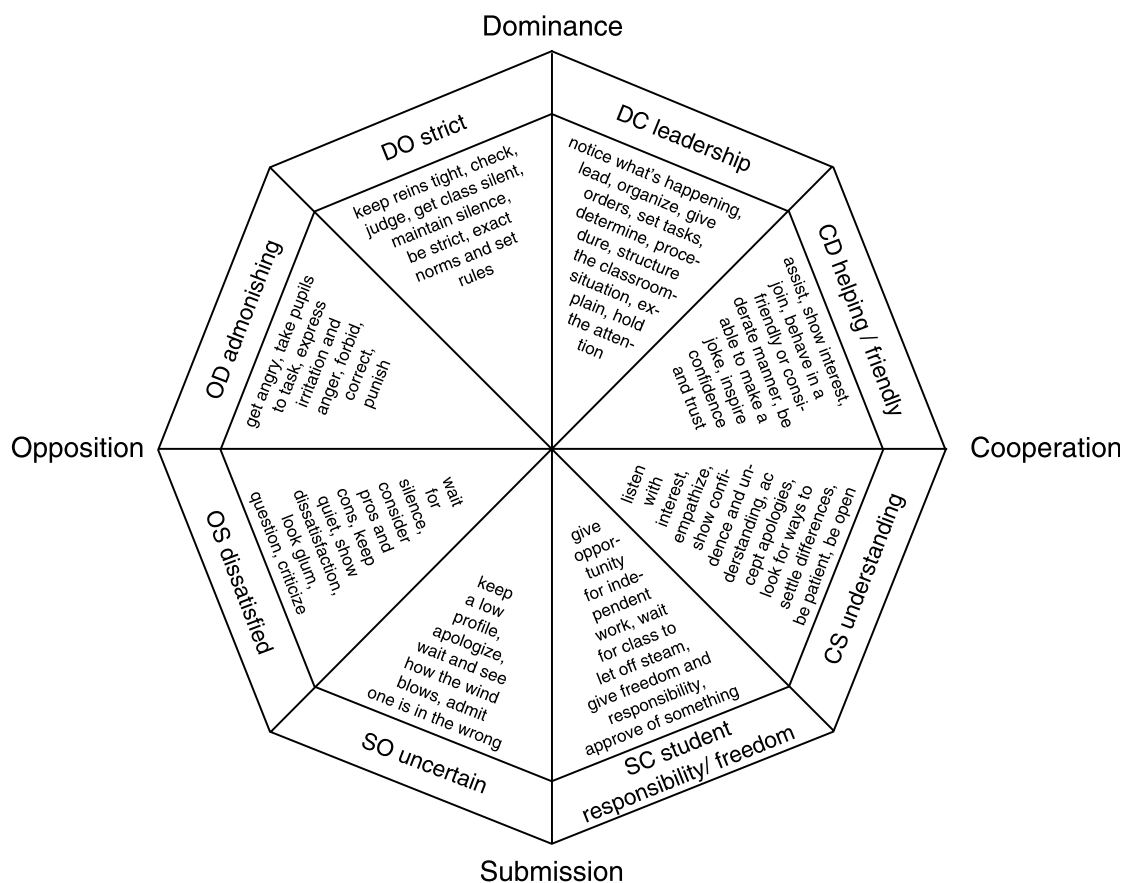 Dominance
DC leadership
notice what's happening,
lead, organize, give
orders, set tasks,
determine, proce-
dure, structure
the classroom-
situation, ex-
plain, hold
the atten-
tion
CD helping / friendly
assist, show interest,
join, behave in a
friendly or consi-
derate manner, be
able to make a
joke, inspire
confidence
and trust
Cooperation
CS understanding
listen
with
interest,
empathize,
show confi-
dence and un-
derstanding, ac
cept apologies,
look for ways to
settle differences,
be patient, be open
SC student
responsibility/ freedom
give
oppor-
tunity
for inde-
pendent
work, wait
for class to
let off steam,
give freedom and
responsibility,
approve of something
Submission
SO uncertain
keep
a low
profile,
apologize,
wait and see
how the wind
blows, admit
one is in the wrong
OS dissatisfied
wait
for
silence,
consider
pros and
cons, keep
quiet, show
dissatisfaction,
look glum,
question, criticize
Opposition
OD admonishing
get angry, take pupils
to task, express
irritation and
anger, forbid,
correct,
punish
DO strict
keep reins tight, check,
judge, get class silent,
maintain silence,
be strict, exact
norms and set
rules